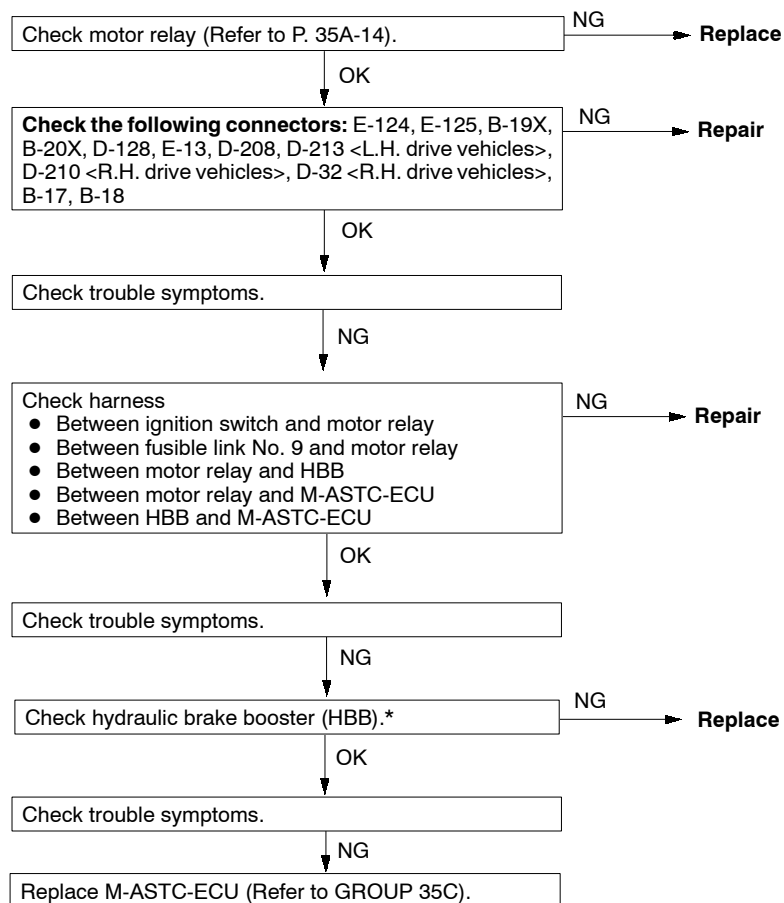 Check motor relay (Refer to P. 35A-14).
NG
Replace
OK
Check the following connectors: E-124, E-125, B-19X,
B-20X, D-128, E-13, D-208, D-213 <L.H. drive vehicles>,
D-210 <R.H. drive vehicles>, D-32 <R.H. drive vehicles>,
B-17, B-18
NG
Repair
OK
Check trouble symptoms.
NG
Check harness
● Between ignition switch and motor relay
● Between fusible link No. 9 and motor relay
● Between motor relay and HBB
● Between motor relay and M-ASTC-ECU
● Between HBB and M-ASTC-ECU
NG
Repair
OK
Check trouble symptoms.
NG
Check hydraulic brake booster (HBB).*
NG
Replace
OK
Check trouble symptoms.
NG
Replace M-ASTC-ECU (Refer to GROUP 35C).